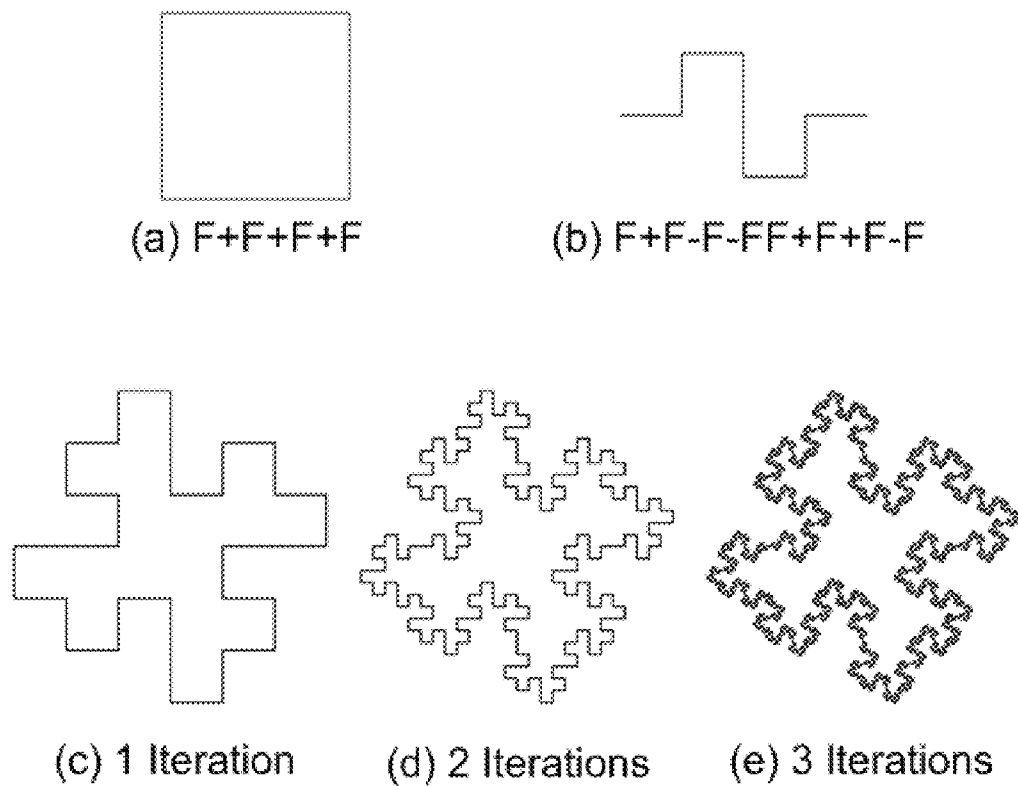 (a) F+F+F+F
(b) F+F-F-FF+F+F-F
(c) 1 Iteration
(d) 2 Iterations
(e) 3 Iterations